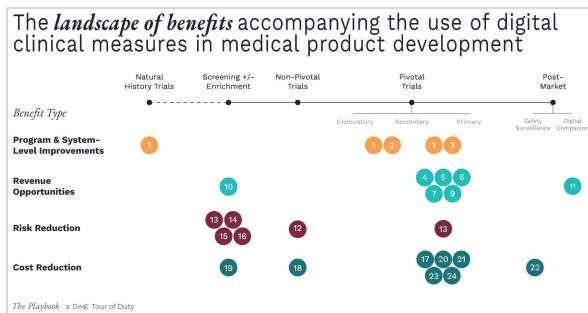 The landscape of benefits accompanying the use of digital
clinical measures in medical product development
Natural History Trials
Screening +/- Enrichment
Non-Pivotal Trials
Pivotal Trials
Post-Market
Benefit Type
Exploratory Secondary Primary
Safety Surveillence Digital Companion
Program & System-Level Improvements
1 1 2 1 3
Revenue Opportunities
10 4 5 6 7 9 11
Risk Reduction
13 14 15 16 12 13
Cost Reduction
19 18 17 20 21 23 24 22
The Playbook | a DiMe Tour of Duty